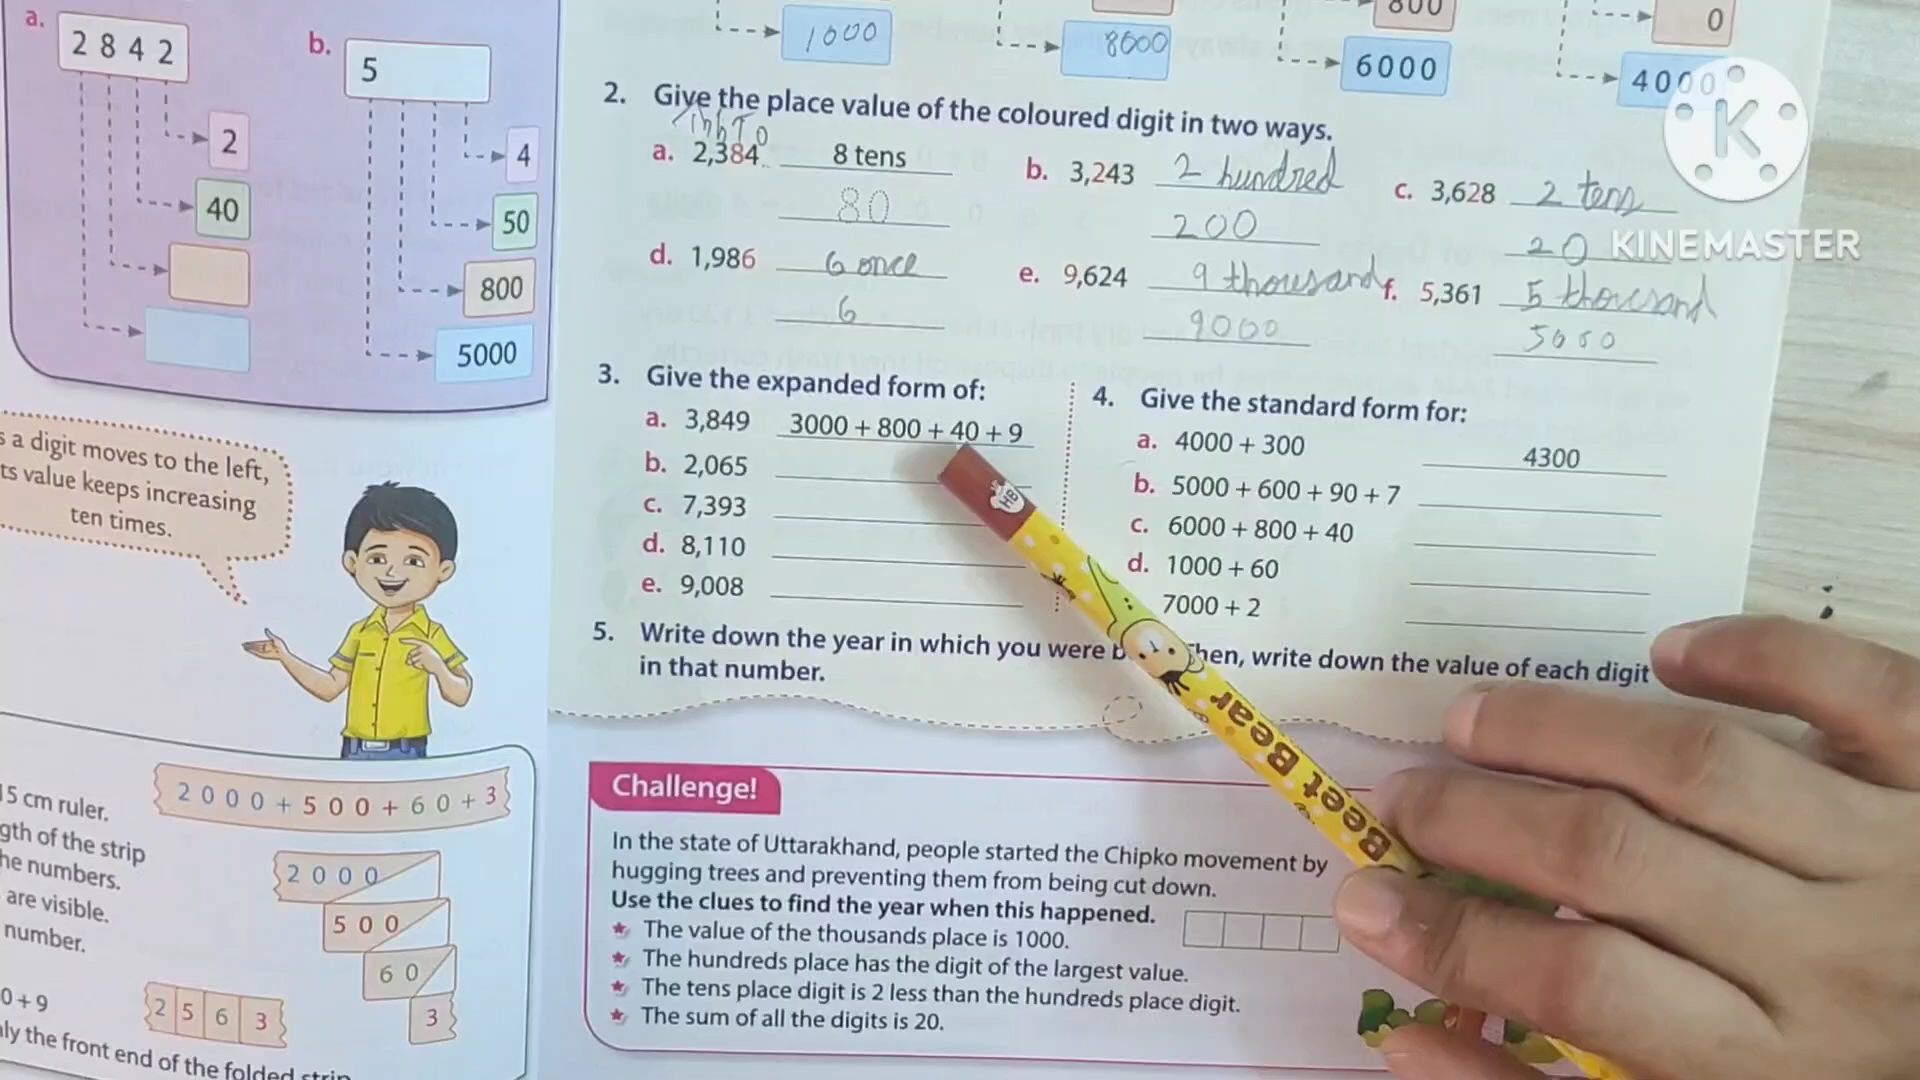 a.
2 8 4 2
2
40
b.
5
4
50
800
5000
s a digit moves to the left,
ts value keeps increasing
ten times.
15 cm ruler.
gth of the strip
he numbers.
are visible.
number.
2 0 0 0 + 5 0 0 + 6 0 + 3
2 0 0 0
5 0 0
6 0
3
0 + 9
2 5 6 3
ly the front end of the folded strip
1000
8000
800
6000
0
4000
2. Give the place value of the coloured digit in two ways.
Th h T O
a. 2,384 8 tens
80
b. 3,243 2 hundred
200
c. 3,628 2 tens
20
d. 1,986 6 once
6
e. 9,624 9 thousand
9000
f. 5,361 5 thousand
5000
3. Give the expanded form of:
a. 3,849 3000 + 800 + 40 + 9
b. 2,065
c. 7,393
d. 8,110
e. 9,008
4. Give the standard form for:
a. 4000 + 300 4300
b. 5000 + 600 + 90 + 7
c. 6000 + 800 + 40
d. 1000 + 60
7000 + 2
5. Write down the year in which you were b hen, write down the value of each digit
in that number.
Challenge!
In the state of Uttarakhand, people started the Chipko movement by
hugging trees and preventing them from being cut down.
Use the clues to find the year when this happened.
The value of the thousands place is 1000.
The hundreds place has the digit of the largest value.
The tens place digit is 2 less than the hundreds place digit.
The sum of all the digits is 20.
HB
Beet Bear
K
KINEMASTER